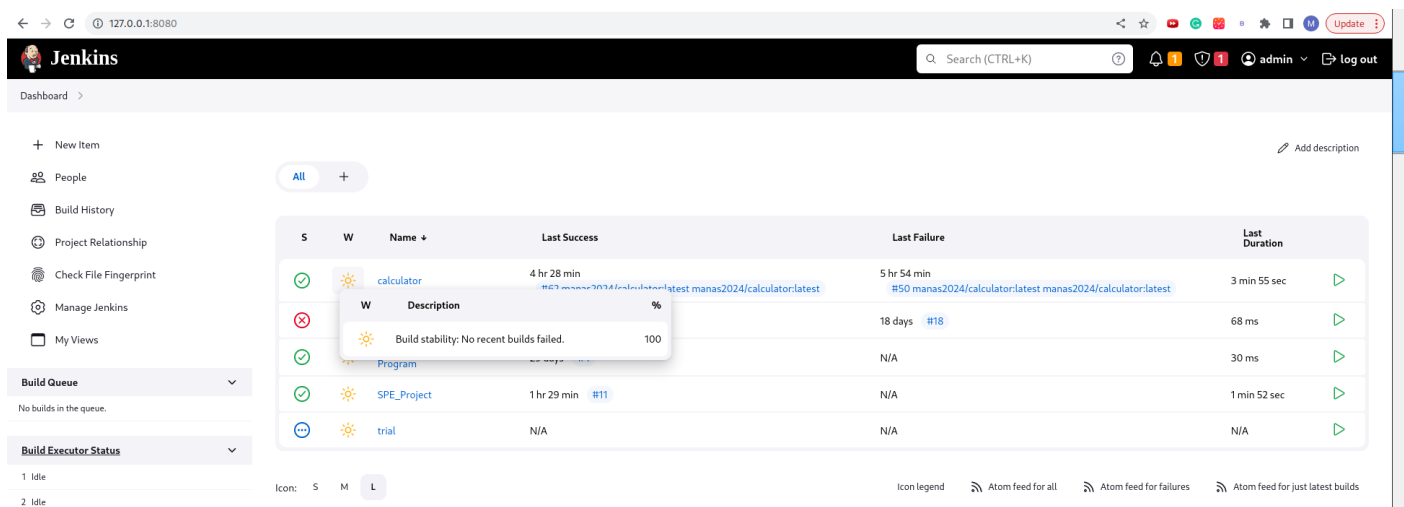 127.0.0.1:8080
M
Update
Jenkins
Search (CTRL+K)
1
1
admin
log out
Dashboard
New Item
People
Build History
Project Relationship
Check File Fingerprint
Manage Jenkins
My Views
Build Queue
No builds in the queue.
Build Executor Status
1 Idle
2 Idle
Add description
All +
S W Name ↓ Last Success Last Failure Last Duration
calculator 4 hr 28 min 5 hr 54 min 3 min 55 sec
#62 manas2024/calculator:latest manas2024/calculator:latest #50 manas2024/calculator:latest manas2024/calculator:latest
W Description %
Build stability: No recent builds failed. 100
18 days #18 68 ms
Program N/A 30 ms
SPE_Project 1 hr 29 min #11 N/A 1 min 52 sec
trial N/A N/A N/A
Icon: S M L
Icon legend Atom feed for all Atom feed for failures Atom feed for just latest builds